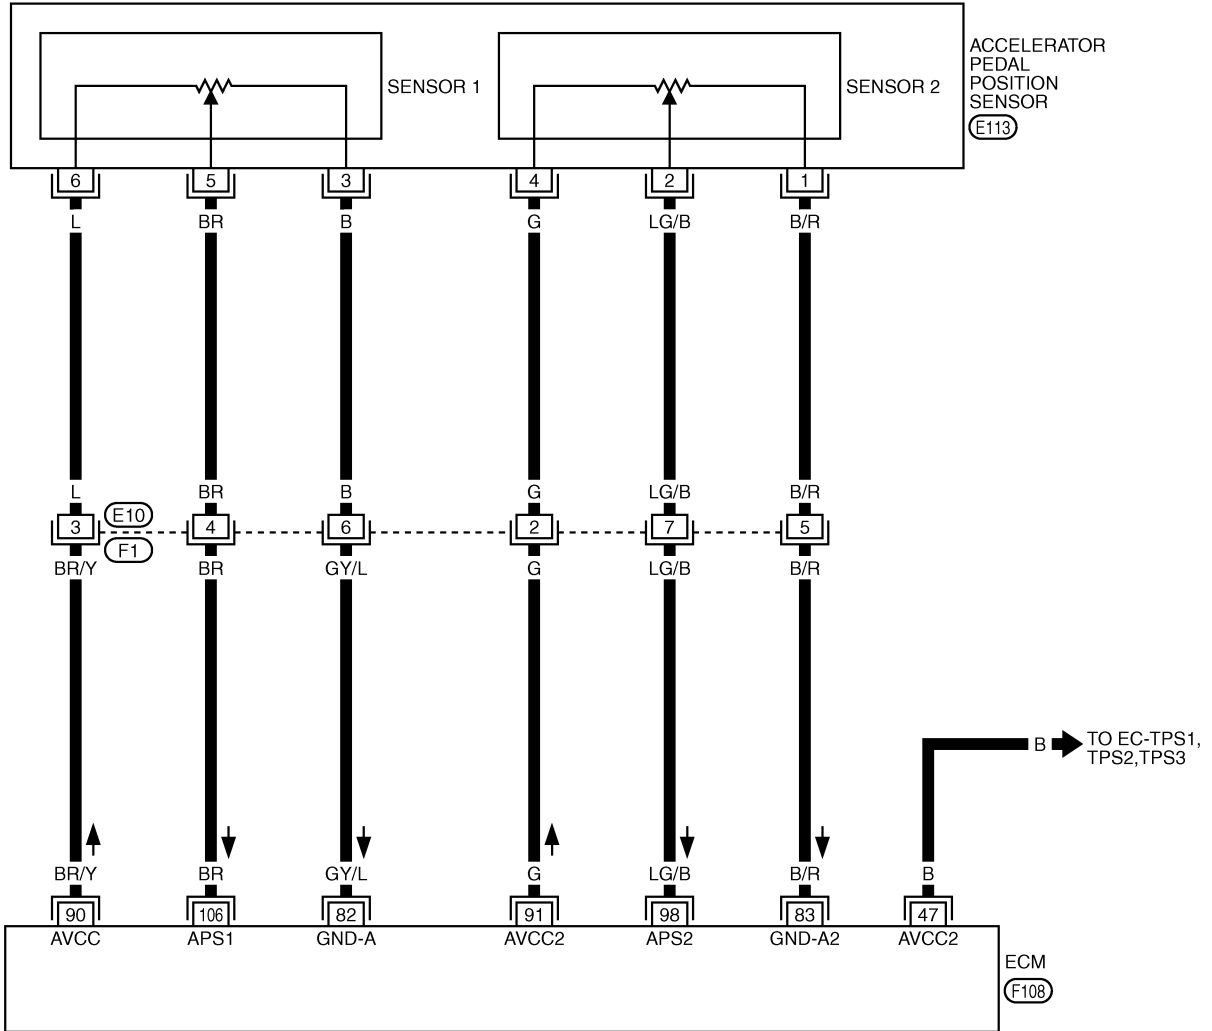 ACCELERATOR
PEDAL
POSITION
SENSOR
E113
SENSOR 1
SENSOR 2
6 5 3 4 2 1
L BR B G LG/B B/R
L BR B G LG/B B/R
E10
3 4 6 2 7 5
F1
BR/Y BR GY/L G LG/B B/R
B
TO EC-TPS1,
TPS2,TPS3
BR/Y BR GY/L G LG/B B/R B
90 106 82 91 98 83 47
AVCC APS1 GND-A AVCC2 APS2 GND-A2 AVCC2
ECM
F108